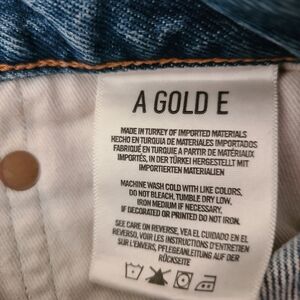 A GOLD E
MADE IN TURKEY OF IMPORTED MATERIALS
HECHO EN TURQUIA DE MATERIALES IMPORTADOS
FABRIQUÉ EN TURQUIE A PARTIR DE MATÉRIAUX
IMPORTÉS, IN DER TÜRKEI HERGESTELLT MIT
IMPORTIERTEN MATERIALIEN
MACHINE WASH COLD WITH LIKE COLORS.
DO NOT BLEACH, TUMBLE DRY LOW,
IRON MEDIUM IF NECESSARY.
IF DECORATED OR PRINTED DO NOT IRON.
SEE CARE ON REVERSE, VEA EL CUIDADO EN EL
REVERSO, VOIR LES INSTRUCTIONS D'ENTRETIEN
SUR L'ENVERS, PFLEGEANLEITUNG AUF DER
RÜCKSEITE